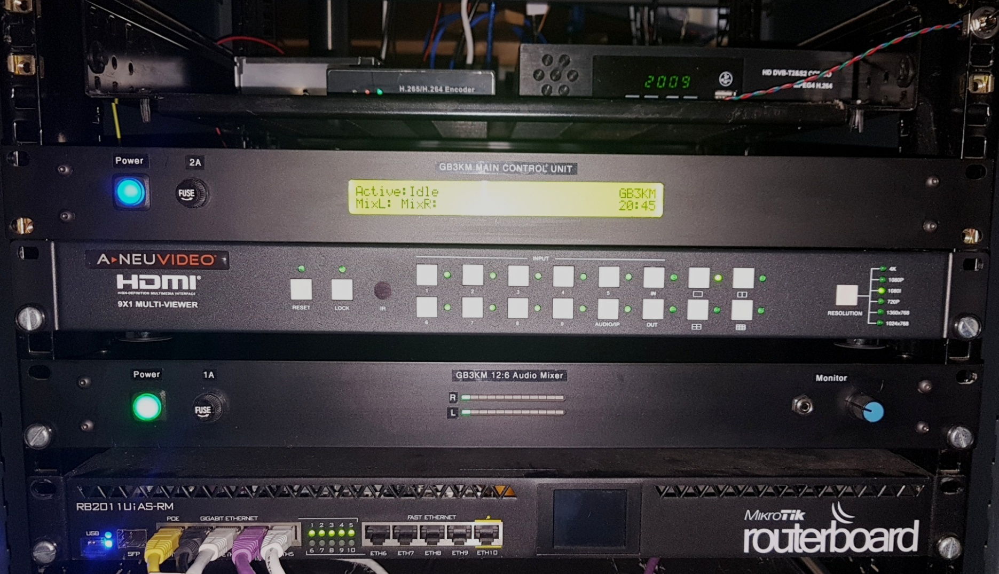 H.265/H.264 Encoder
2009
HD DVB-T2&S2
MPEG4 H.264
Power
2A
FUSE
GB3KM MAIN CONTROL UNIT
Active:Idle GB3KM
MixL: MixR: 20:45
A NEUVIDEO
HDMI®
HIGH-DEFINITION MULTIMEDIA INTERFACE
9X1 MULTI-VIEWER
RESET
LOCK
IR
INPUT
1 2 3 4 5 IN
6 7 8 9 AUDIO/IP OUT
RESOLUTION
4K
1080P
1080I
720P
1360x768
1024x768
Power
1A
FUSE
GB3KM 12:6 Audio Mixer
R
L
Monitor
RB2011UiAS-RM
USB
SFP
POE
GIGABIT ETHERNET
1 2 3 4 5
6 7 8 9 10
FAST ETHERNET
ETH6 ETH7 ETH8 ETH9 ETH10
MikroTik
routerboard